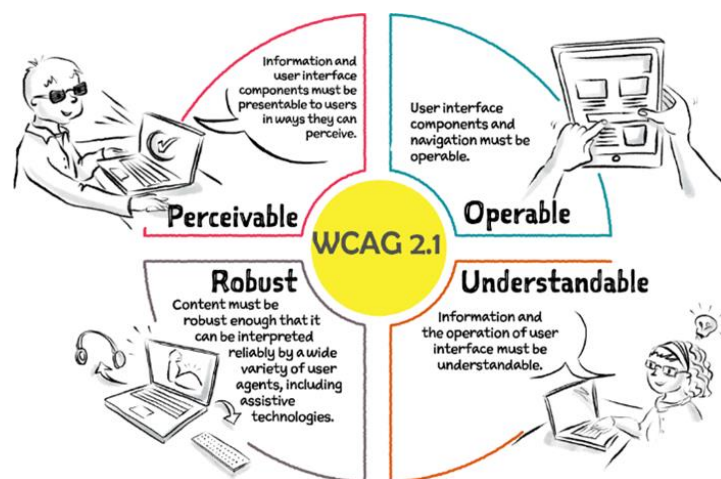 Information and
user interface
components must be
presentable to users
in ways they can
perceive.
Perceivable
User interface
components and
navigation must be
operable.
Operable
WCAG 2.1
Robust
Content must be
robust enough that it
can be interpreted
reliably by a wide
variety of user
agents, including
assistive
technologies.
Understandable
Information and
the operation of user
interface must be
understandable.